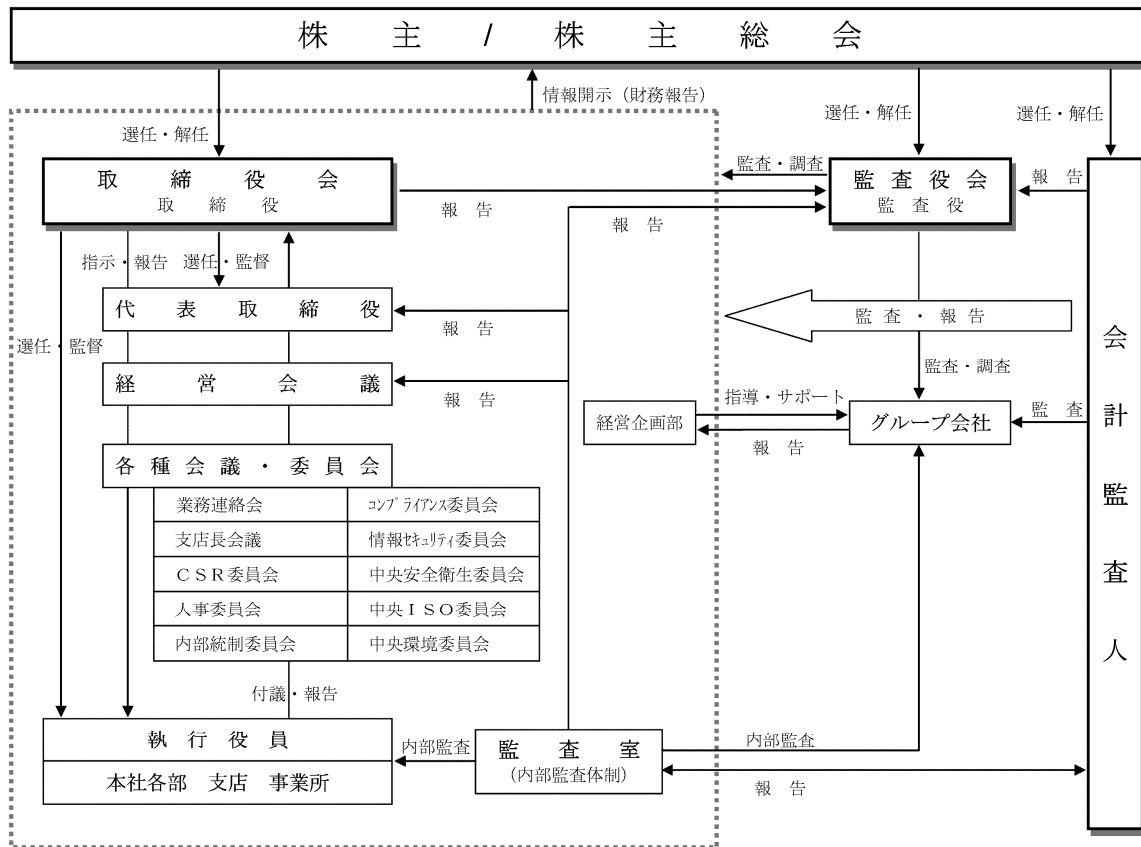 株主/株主総会
情報開示（財務報告）
選任・解任
選任・解任
選任・解任
取締役会
取締役
監査・調査
監査役会
監査役
報告
報告
報告
指示・報告
選任・監督
代表取締役
報告
監査・報告
選任・監督
経営会議
報告
監査・調査
指導・サポート
経営企画部
グループ会社
監査
報告
会計監査人
各種会議・委員会
業務連絡会
コンプライアンス委員会
支店長会議
情報セキュリティ委員会
ＣＳＲ委員会
中央安全衛生委員会
人事委員会
中央ＩＳＯ委員会
内部統制委員会
中央環境委員会
付議・報告
執行役員
本社各部 支店 事業所
内部監査
監査室
（内部監査体制）
内部監査
報告